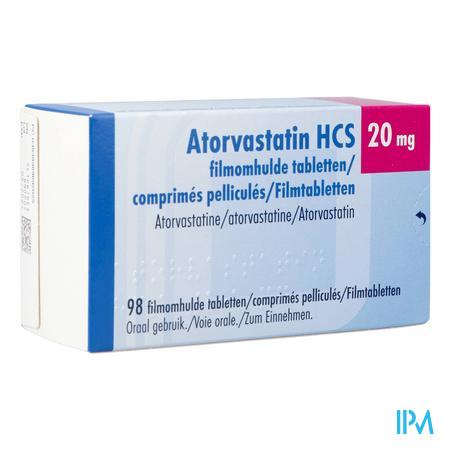 Atorvastatin HCS
20 mg
filmomhulde tabletten/
comprimés pelliculés/Filmtabletten
Atorvastatine/atorvastatine/Atorvastatin
98 filmomhulde tabletten/comprimés pelliculés/Filmtabletten
Oraal gebruik./Voie orale./Zum Einnehmen.
IPM